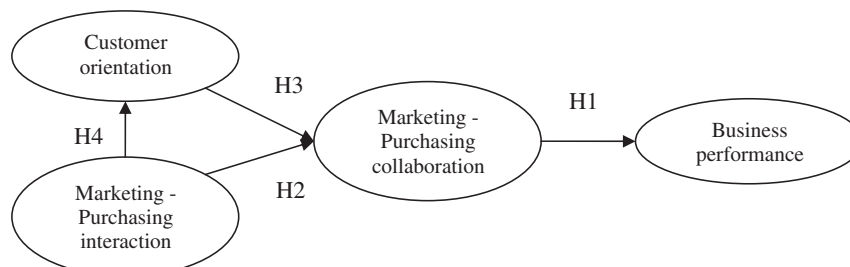 Customer
orientation
H3
H1
Marketing -
Purchasing
collaboration
Business
performance
H4
H2
Marketing -
Purchasing
interaction